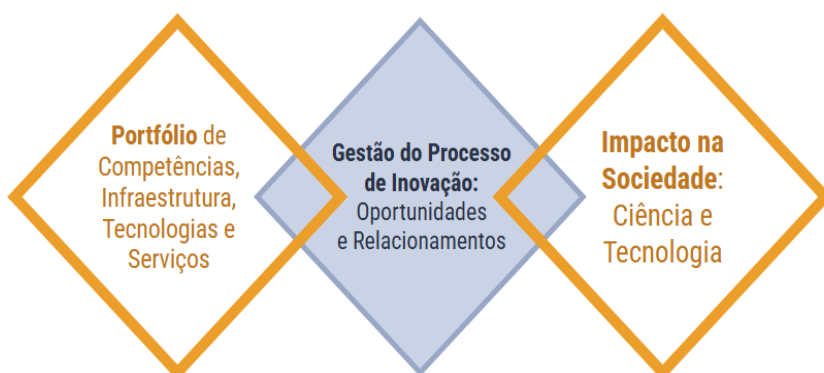 Portfólio de
Competências,
Infraestrutura,
Tecnologias e
Serviços
Gestão do Processo
de Inovação:
Oportunidades
e Relacionamentos
Impacto na
Sociedade:
Ciência e
Tecnologia